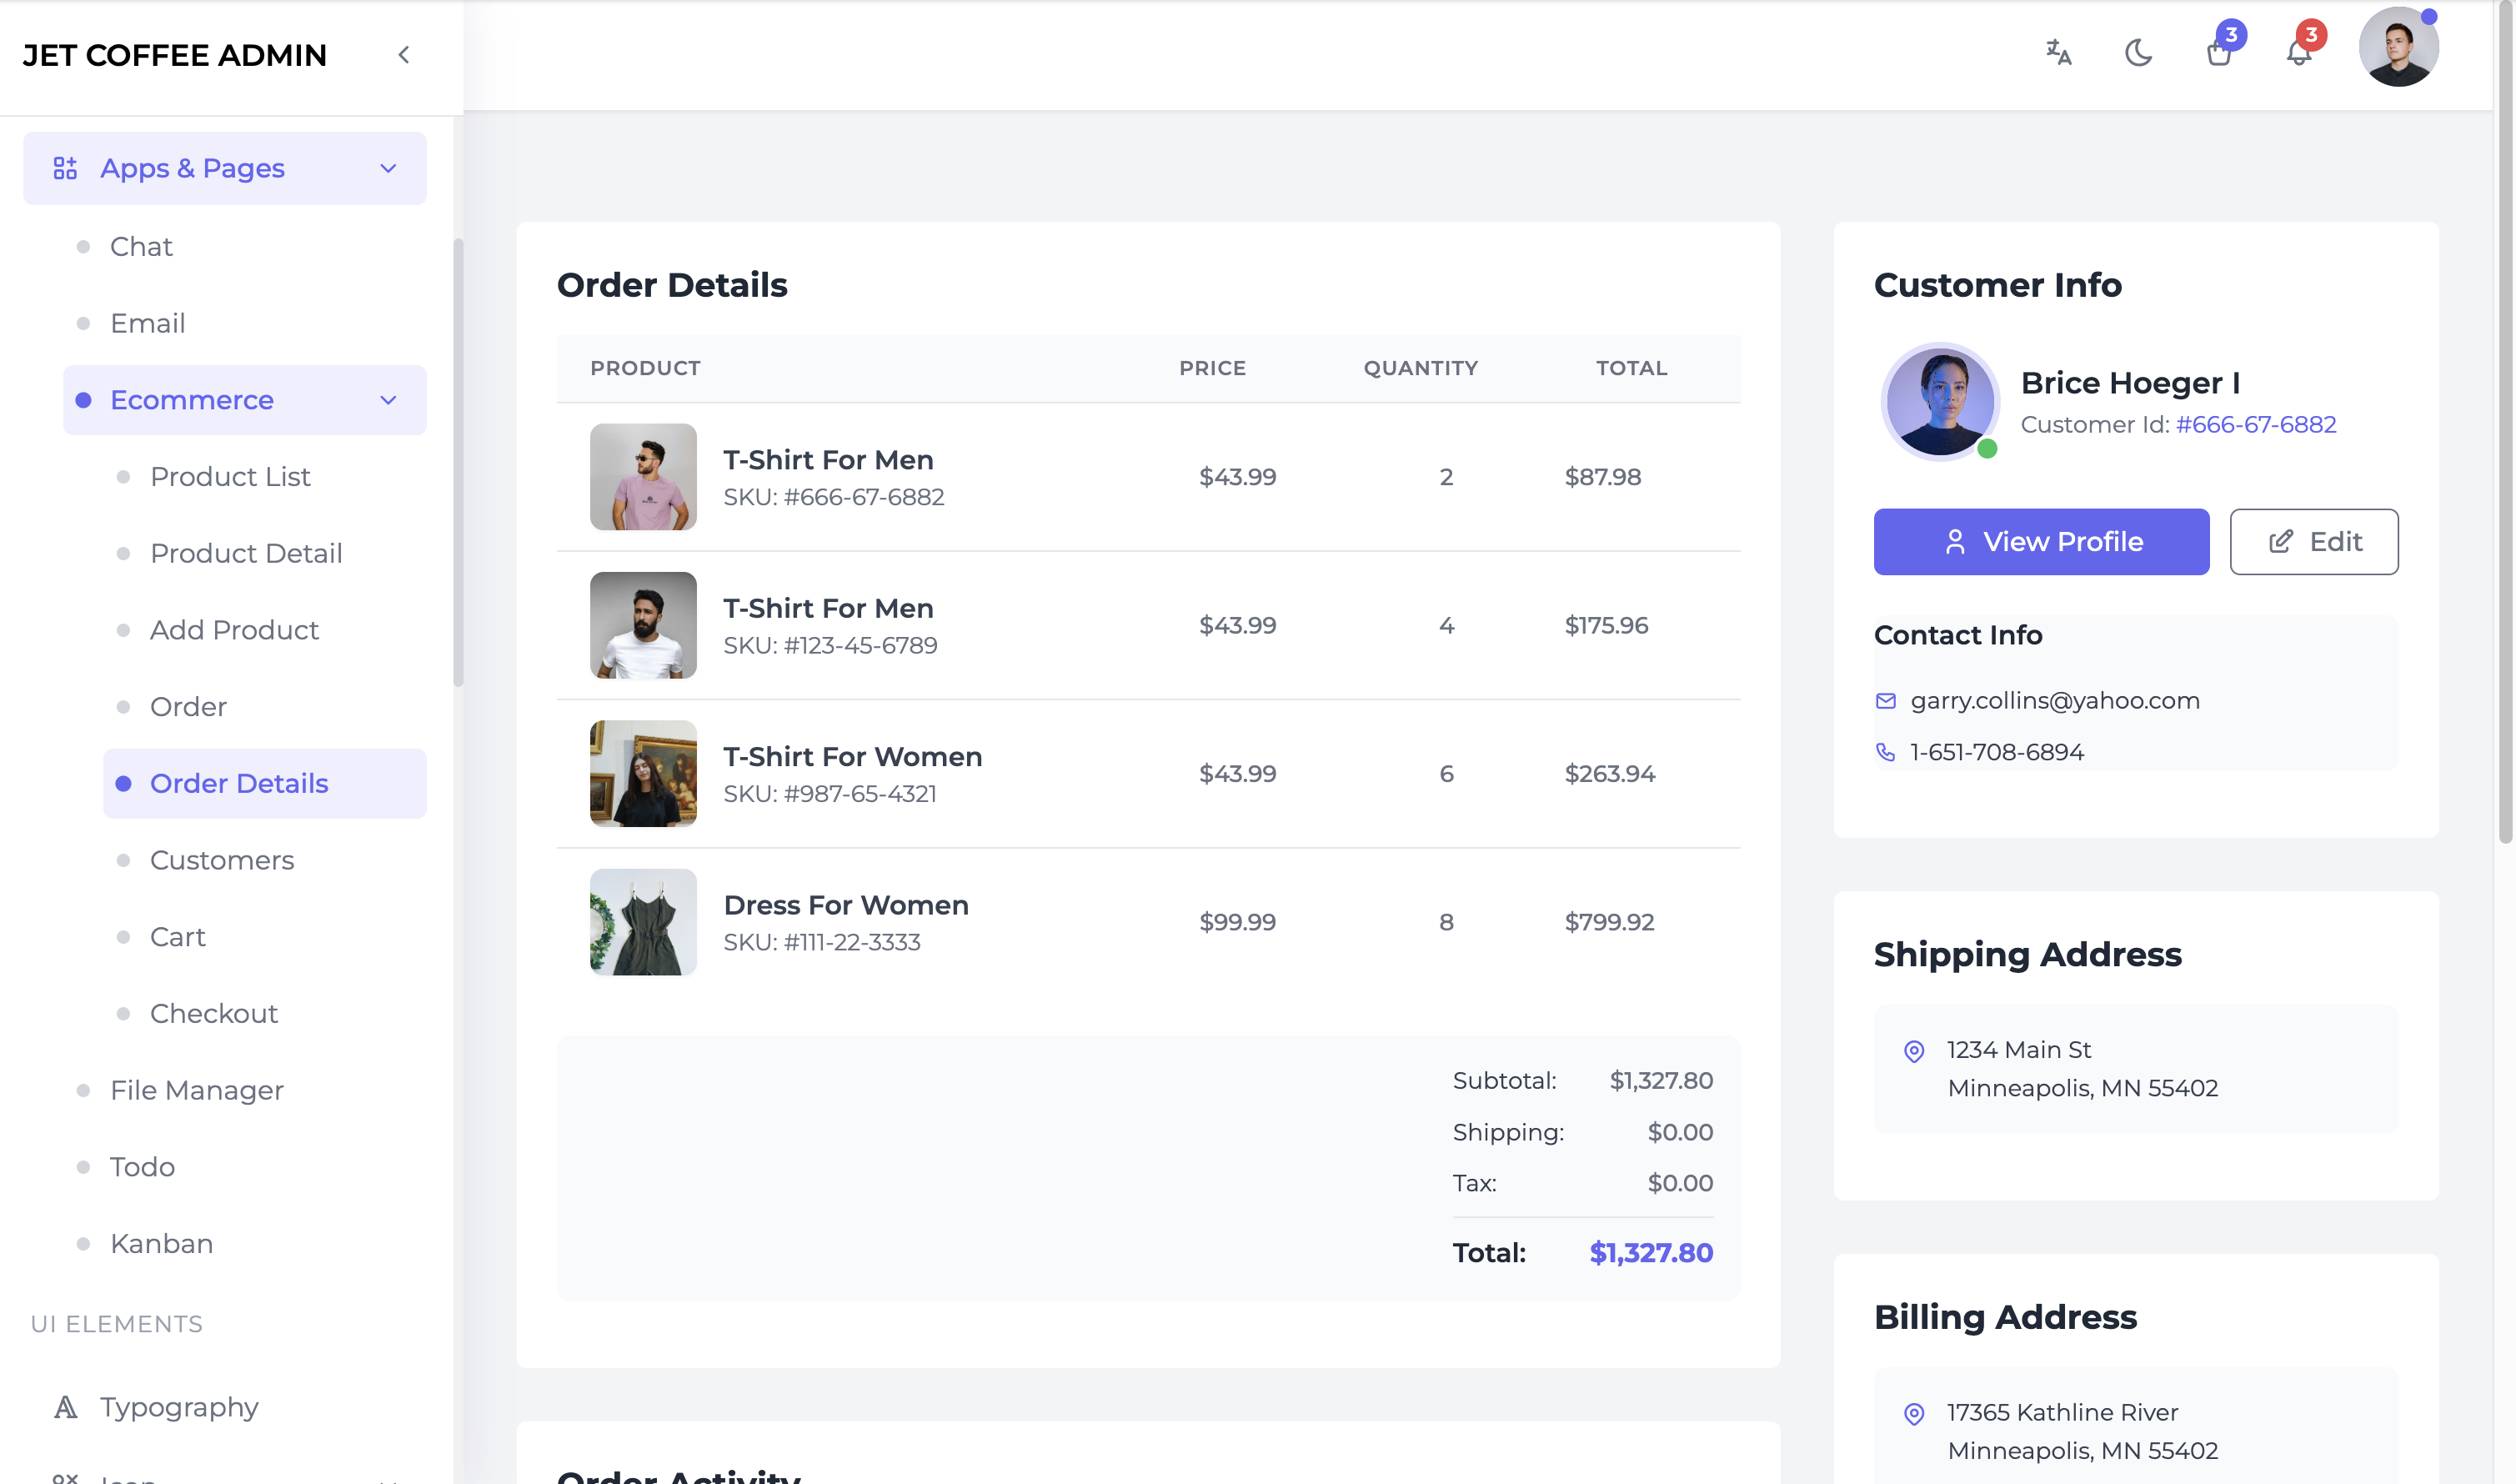 JET COFFEE ADMIN
3
3
Apps & Pages
Chat
Email
Ecommerce
Product List
Product Detail
Add Product
Order
Order Details
Customers
Cart
Checkout
File Manager
Todo
Kanban
UI ELEMENTS
Typography
Icon
Order Details
PRODUCT PRICE QUANTITY TOTAL
T-Shirt For Men
SKU: #666-67-6882
$43.99 2 $87.98
T-Shirt For Men
SKU: #123-45-6789
$43.99 4 $175.96
T-Shirt For Women
SKU: #987-65-4321
$43.99 6 $263.94
Dress For Women
SKU: #111-22-3333
$99.99 8 $799.92
Subtotal: $1,327.80
Shipping: $0.00
Tax: $0.00
Total: $1,327.80
Order Activity
Customer Info
Brice Hoeger I
Customer Id: #666-67-6882
View Profile
Edit
Contact Info
garry.collins@yahoo.com
1-651-708-6894
Shipping Address
1234 Main St
Minneapolis, MN 55402
Billing Address
17365 Kathline River
Minneapolis, MN 55402